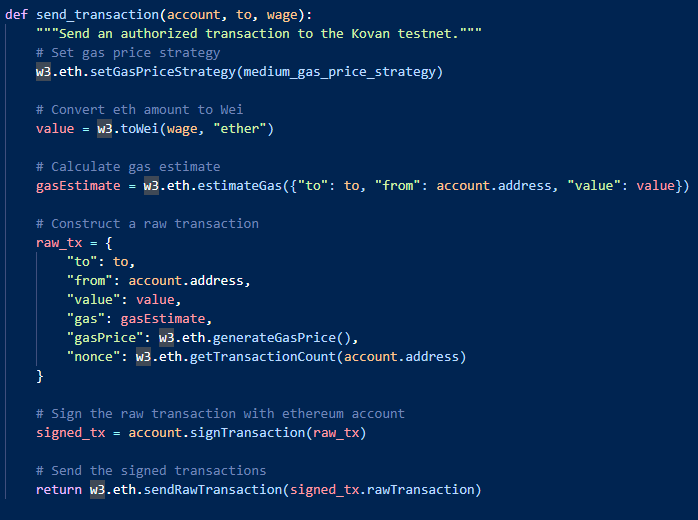 def send_transaction(account, to, wage):
    """Send an authorized transaction to the Kovan testnet."""
    # Set gas price strategy
    w3.eth.setGasPriceStrategy(medium_gas_price_strategy)

    # Convert eth amount to Wei
    value = w3.toWei(wage, "ether")

    # Calculate gas estimate
    gasEstimate = w3.eth.estimateGas({"to": to, "from": account.address, "value": value})

    # Construct a raw transaction
    raw_tx = {
        "to": to,
        "from": account.address,
        "value": value,
        "gas": gasEstimate,
        "gasPrice": w3.eth.generateGasPrice(),
        "nonce": w3.eth.getTransactionCount(account.address)
    }

    # Sign the raw transaction with ethereum account
    signed_tx = account.signTransaction(raw_tx)

    # Send the signed transactions
    return w3.eth.sendRawTransaction(signed_tx.rawTransaction)